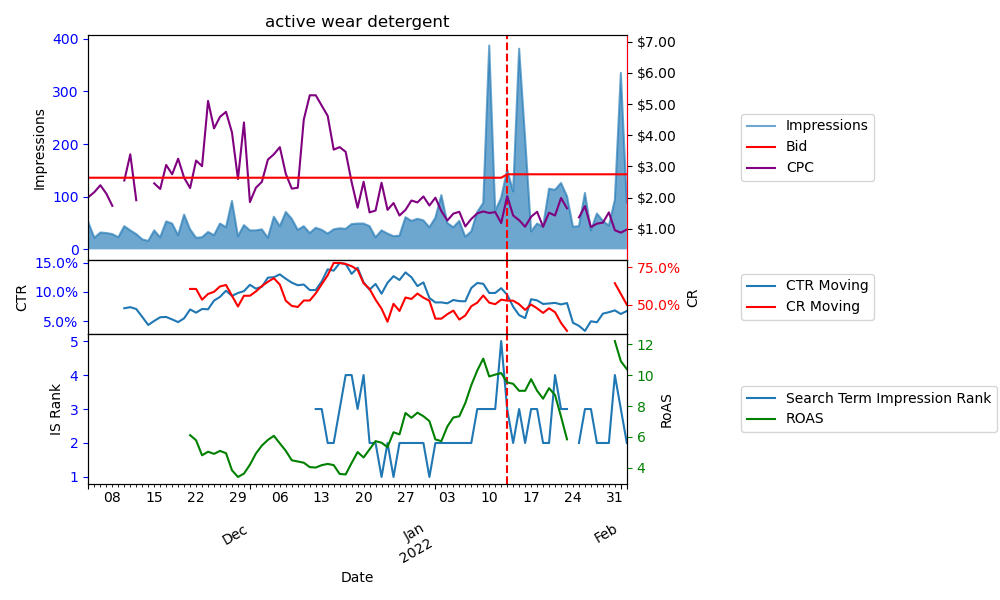 active wear detergent
400
300
200
100
0
Impressions
$7.00
$6.00
$5.00
$4.00
$3.00
$2.00
$1.00
Impressions
Bid
CPC
15.0%
10.0%
5.0%
CTR
75.0%
50.0%
CR
CTR Moving
CR Moving
5
4
3
2
1
IS Rank
12
10
8
6
4
RoAS
Search Term Impression Rank
ROAS
08 15 22 29 06 13 20 27 03 10 17 24 31
Dec
Jan
2022
Feb
Date